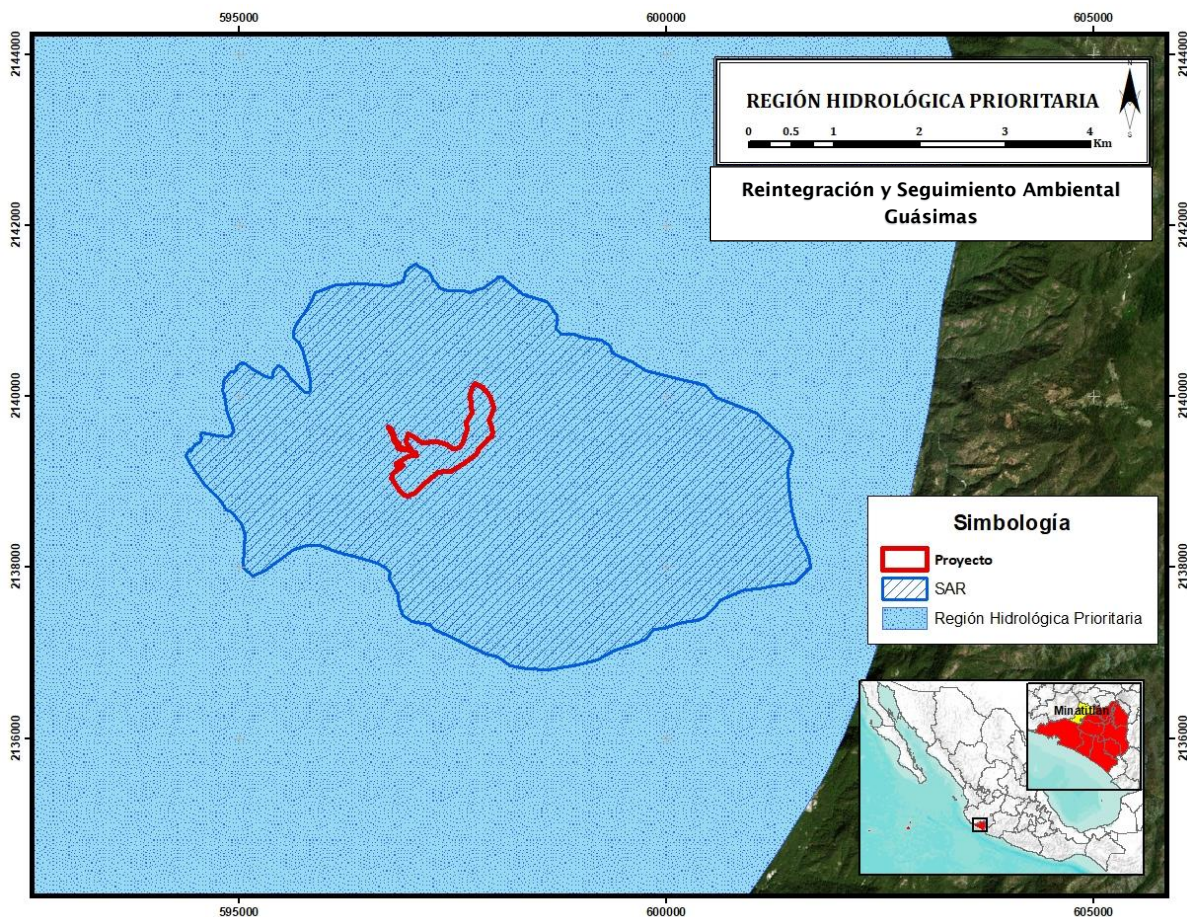 595000
600000
605000
2144000
2144000
N
REGIÓN HIDROLÓGICA PRIORITARIA
0 0.5 1 2 3 4
Km
S
Reintegración y Seguimiento Ambiental
Guásimas
2142000
2142000
2140000
2140000
Simbología
Proyecto
SAR
Región Hidrológica Prioritaria
2138000
2138000
Minatitlán
2136000
2136000
595000
600000
605000